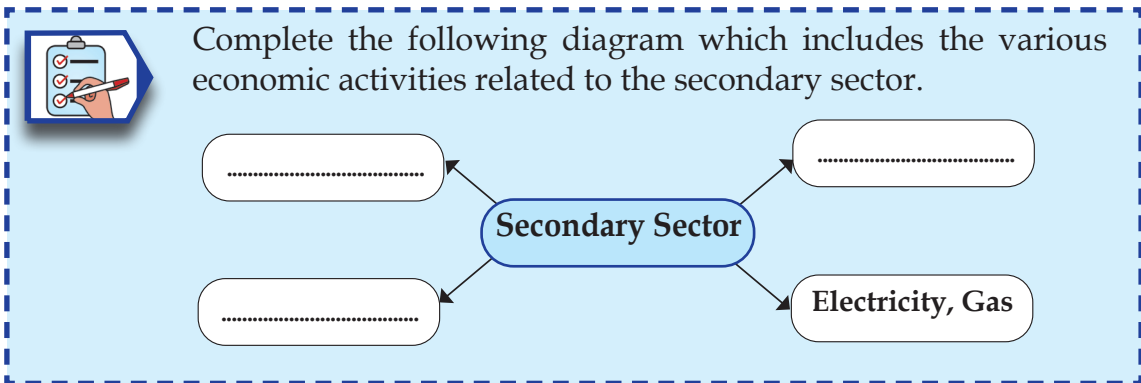 Complete the following diagram which includes the various
economic activities related to the secondary sector.
.......................................
.......................................
Secondary Sector
.......................................
Electricity, Gas